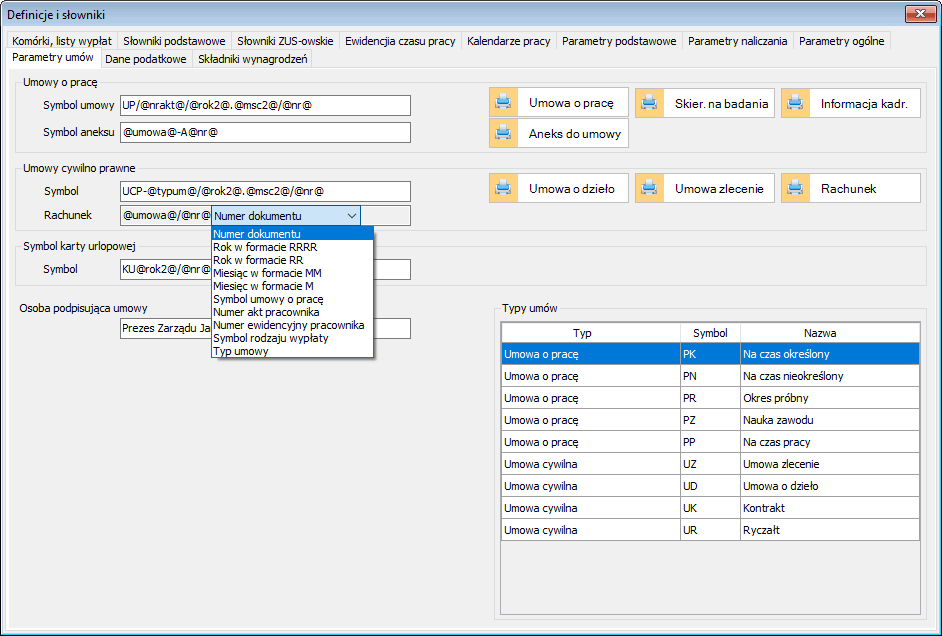 Definicje i słowniki
Komórki, listy wypłat Słowniki podstawowe Słowniki ZUS-owskie Ewidencjia czasu pracy Kalendarze pracy Parametry podstawowe Parametry naliczania Parametry ogólne
Parametry umów Dane podatkowe Składniki wynagrodzeń
Umowy o pracę
Symbol umowy UP/@nrakt@/@rok2@.@msc2@/@nr@
Symbol aneksu @umowa@-A@nr@
Umowa o pracę Skier. na badania Informacja kadr.
Aneks do umowy
Umowy cywilno prawne
Symbol UCP-@typum@/@rok2@.@msc2@/@nr@
Rachunek @umowa@/@nr@ Numer dokumentu
Umowa o dzieło Umowa zlecenie Rachunek
Numer dokumentu
Rok w formacie RRRR
Rok w formacie RR
Miesiąc w formacie MM
Miesięc w formacie M
Symbol umowy o pracę
Numer akt pracownika
Numer ewidencyjny pracownika
Symbol rodzaju wypłaty
Typ umowy
Symbol karty urlopowej
Symbol KU@rok2@/@nr@
Osoba podpisująca umowy
Prezes Zarządu Ja
Typy umów
Typ Symbol Nazwa
Umowa o pracę PK Na czas określony
Umowa o pracę PN Na czas nieokreślony
Umowa o pracę PR Okres próbny
Umowa o pracę PZ Nauka zawodu
Umowa o pracę PP Na czas pracy
Umowa cywilna UZ Umowa zlecenie
Umowa cywilna UD Umowa o dzieło
Umowa cywilna UK Kontrakt
Umowa cywilna UR Ryczałt